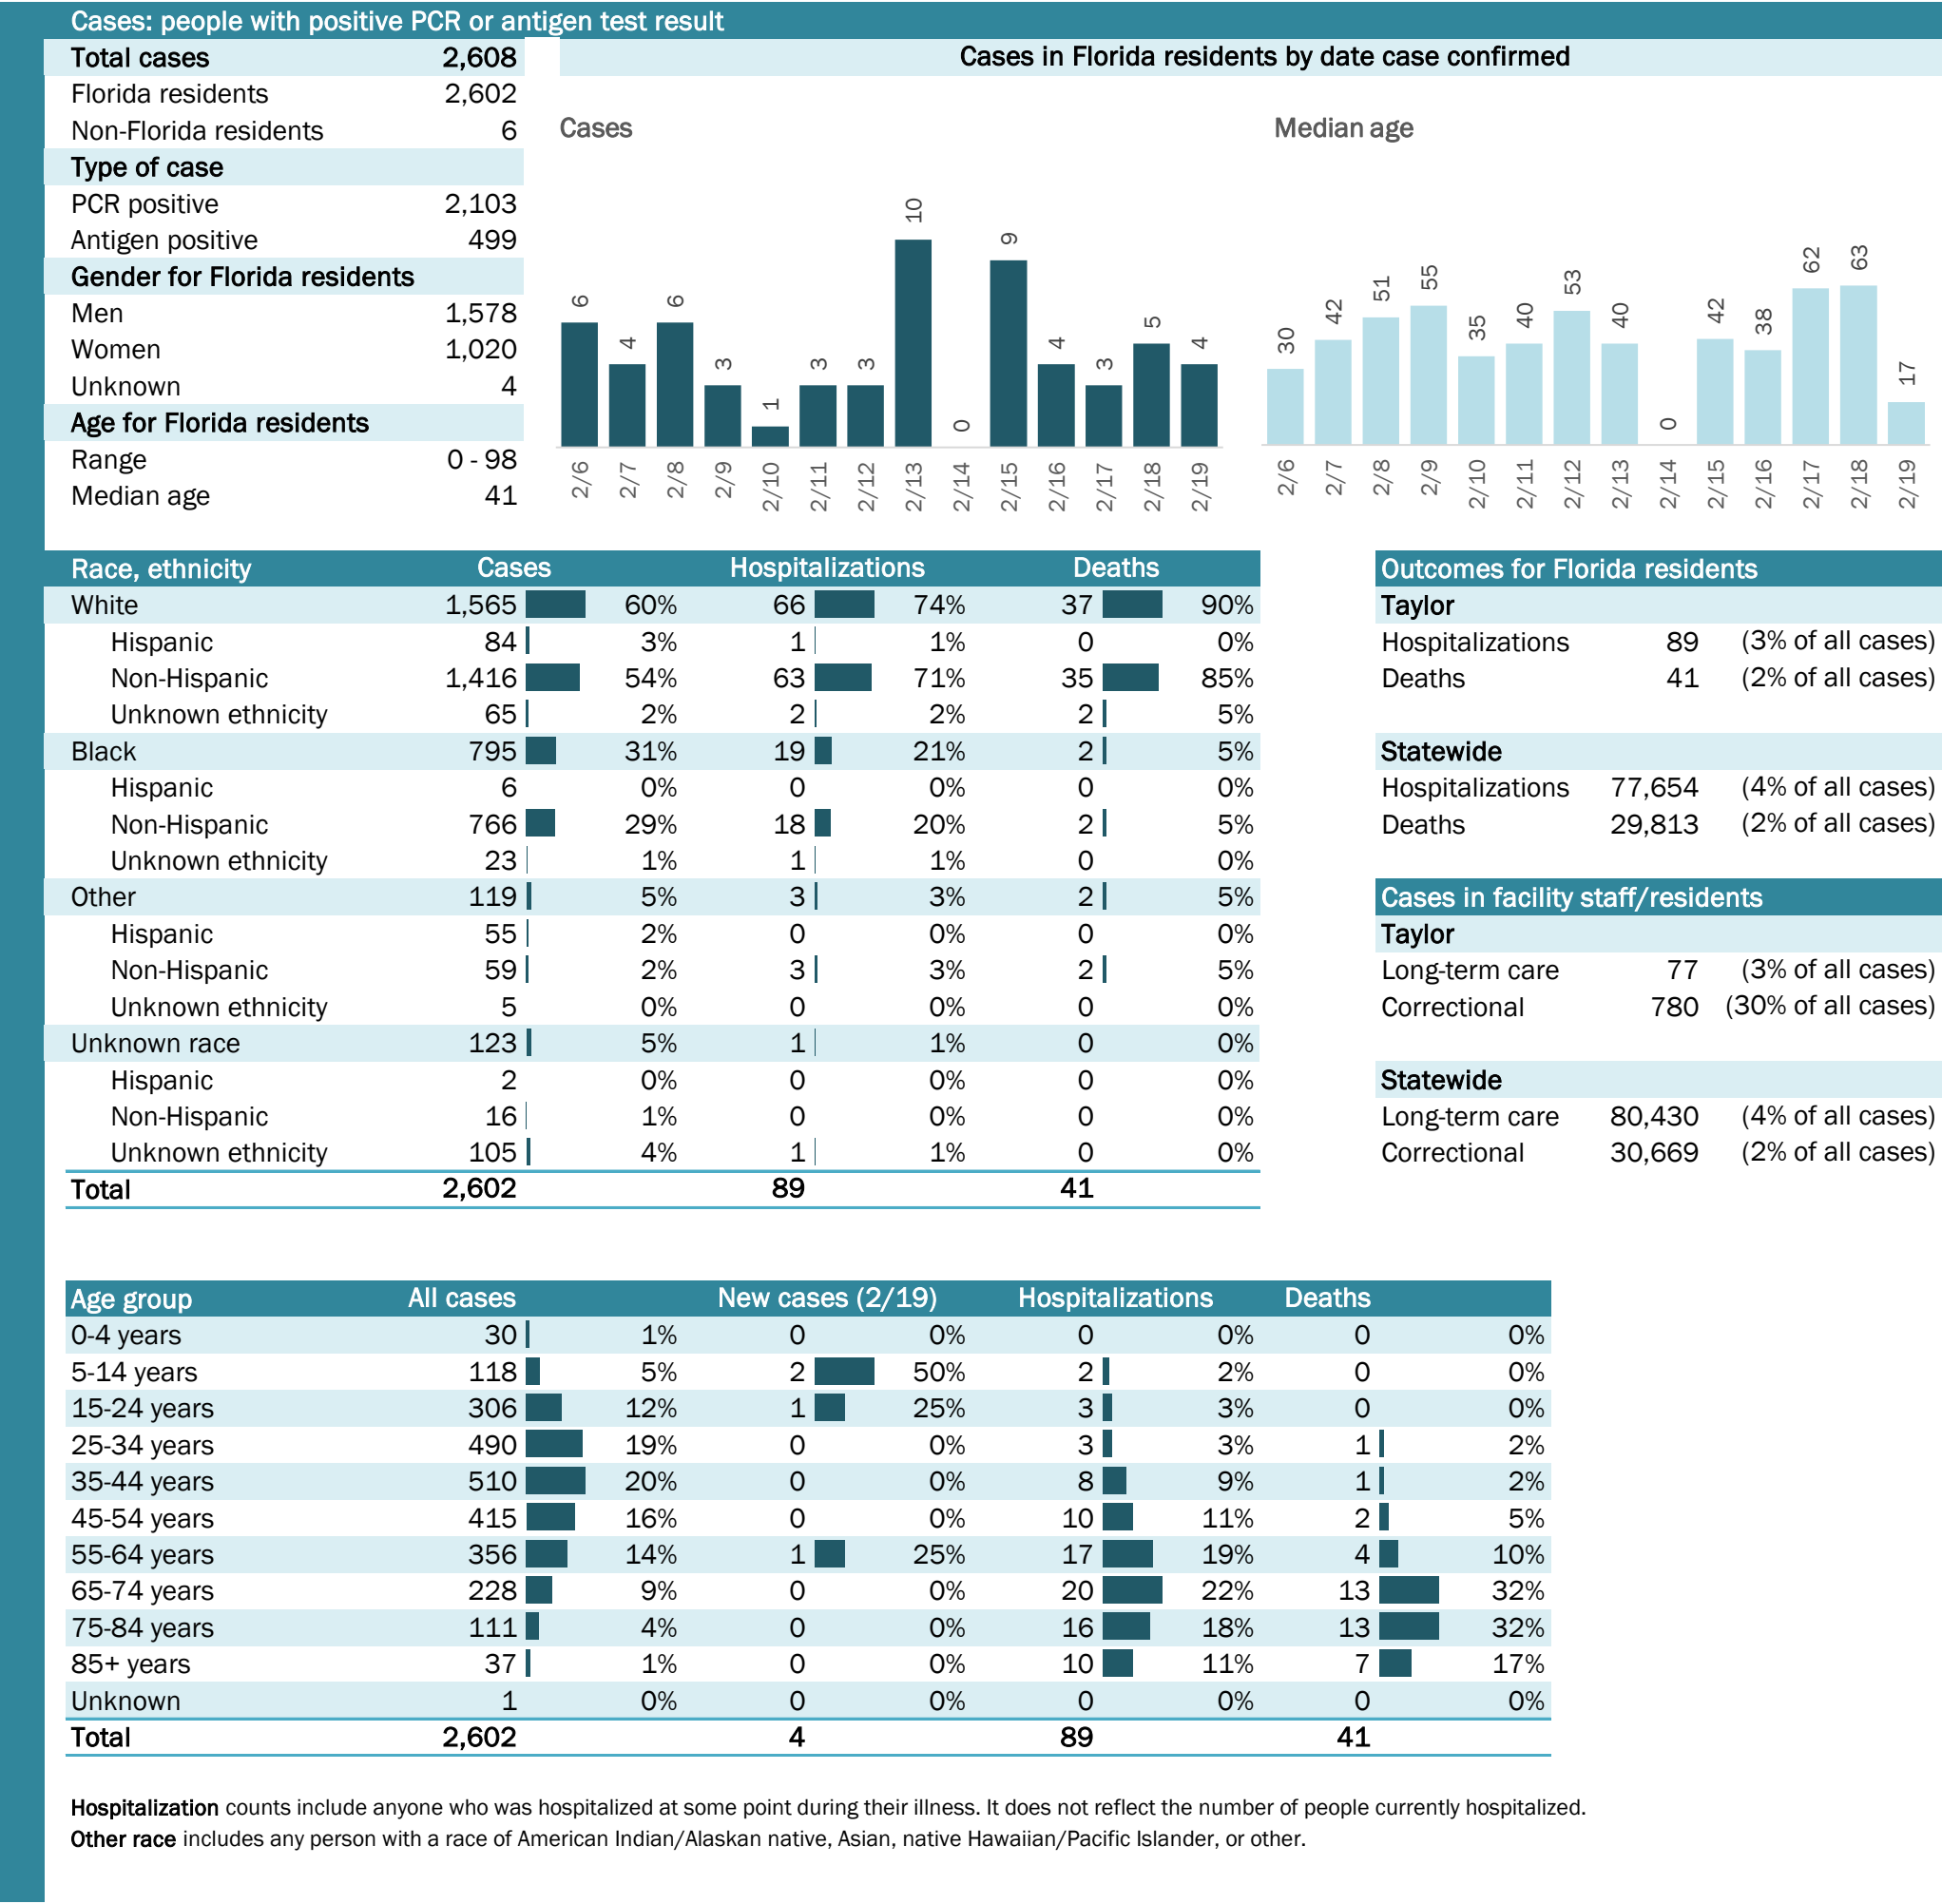 Cases: people with positive PCR or antigen test result
Total cases 2,608
Florida residents 2,602
Non-Florida residents 6
Type of case
PCR positive 2,103
Antigen positive 499
Gender for Florida residents
Men 1,578
Women 1,020
Unknown 4
Age for Florida residents
Range 0 - 98
Median age 41
Cases in Florida residents by date case confirmed
Cases
6 4 6 3 1 3 3 10 0 9 4 3 5 4
2/6 2/7 2/8 2/9 2/10 2/11 2/12 2/13 2/14 2/15 2/16 2/17 2/18 2/19
Median age
30 42 51 55 35 40 53 40 0 42 38 62 63 17
2/6 2/7 2/8 2/9 2/10 2/11 2/12 2/13 2/14 2/15 2/16 2/17 2/18 2/19
Race, ethnicity Cases Hospitalizations Deaths
White 1,565 60% 66 74% 37 90%
Hispanic 84 3% 1 1% 0 0%
Non-Hispanic 1,416 54% 63 71% 35 85%
Unknown ethnicity 65 2% 2 2% 2 5%
Black 795 31% 19 21% 2 5%
Hispanic 6 0% 0 0% 0 0%
Non-Hispanic 766 29% 18 20% 2 5%
Unknown ethnicity 23 1% 1 1% 0 0%
Other 119 5% 3 3% 2 5%
Hispanic 55 2% 0 0% 0 0%
Non-Hispanic 59 2% 3 3% 2 5%
Unknown ethnicity 5 0% 0 0% 0 0%
Unknown race 123 5% 1 1% 0 0%
Hispanic 2 0% 0 0% 0 0%
Non-Hispanic 16 1% 0 0% 0 0%
Unknown ethnicity 105 4% 1 1% 0 0%
Total 2,602 89 41
Outcomes for Florida residents
Taylor
Hospitalizations 89 (3% of all cases)
Deaths 41 (2% of all cases)
Statewide
Hospitalizations 77,654 (4% of all cases)
Deaths 29,813 (2% of all cases)
Cases in facility staff/residents
Taylor
Long-term care 77 (3% of all cases)
Correctional 780 (30% of all cases)
Statewide
Long-term care 80,430 (4% of all cases)
Correctional 30,669 (2% of all cases)
Age group All cases New cases (2/19) Hospitalizations Deaths
0-4 years 30 1% 0 0% 0 0% 0 0%
5-14 years 118 5% 2 50% 2 2% 0 0%
15-24 years 306 12% 1 25% 3 3% 0 0%
25-34 years 490 19% 0 0% 3 3% 1 2%
35-44 years 510 20% 0 0% 8 9% 1 2%
45-54 years 415 16% 0 0% 10 11% 2 5%
55-64 years 356 14% 1 25% 17 19% 4 10%
65-74 years 228 9% 0 0% 20 22% 13 32%
75-84 years 111 4% 0 0% 16 18% 13 32%
85+ years 37 1% 0 0% 10 11% 7 17%
Unknown 1 0% 0 0% 0 0% 0 0%
Total 2,602 4 89 41
Hospitalization counts include anyone who was hospitalized at some point during their illness. It does not reflect the number of people currently hospitalized.
Other race includes any person with a race of American Indian/Alaskan native, Asian, native Hawaiian/Pacific Islander, or other.